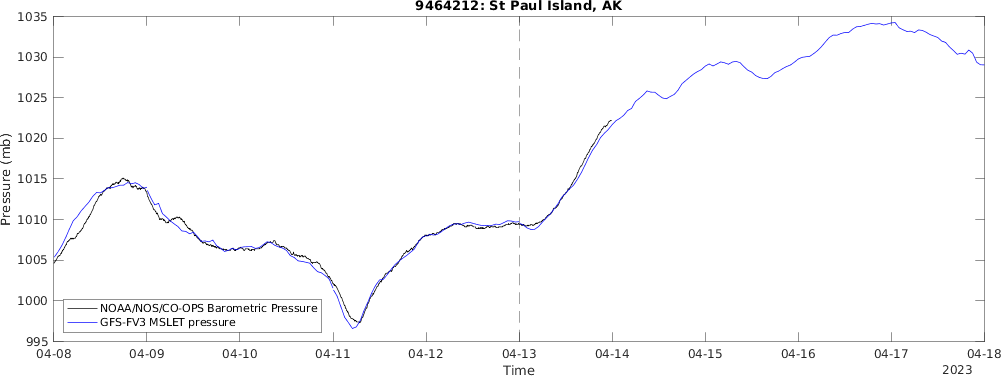 9464212: St Paul Island, AK
Pressure (mb)
1035
1030
1025
1020
1015
1010
1005
1000
995
NOAA/NOS/CO-OPS Barometric Pressure
GFS-FV3 MSLET pressure
04-08 04-09 04-10 04-11 04-12 04-13 04-14 04-15 04-16 04-17 04-18
Time
2023